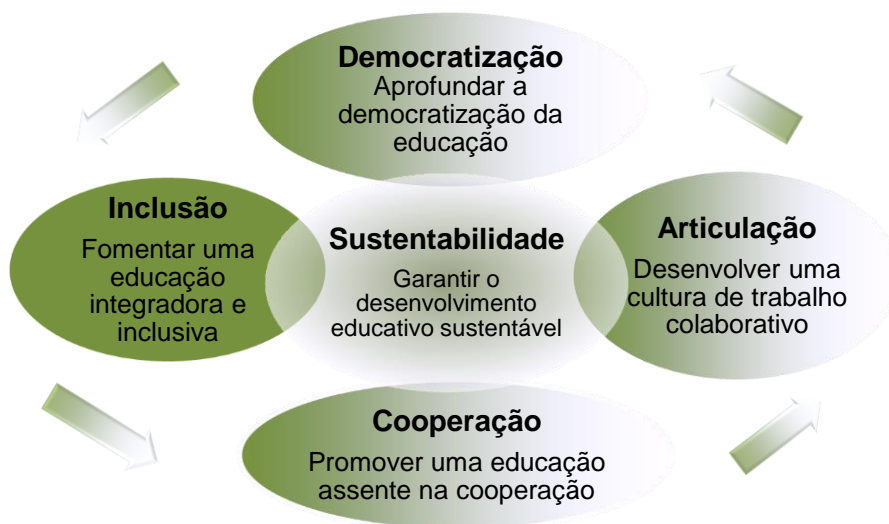 Democratização
Aprofundar a
democratização da
educação
Inclusão
Fomentar uma
educação
integradora e
inclusiva
Sustentabilidade
Garantir o
desenvolvimento
educativo sustentável
Articulação
Desenvolver uma
cultura de trabalho
colaborativo
Cooperação
Promover uma educação
assente na cooperação